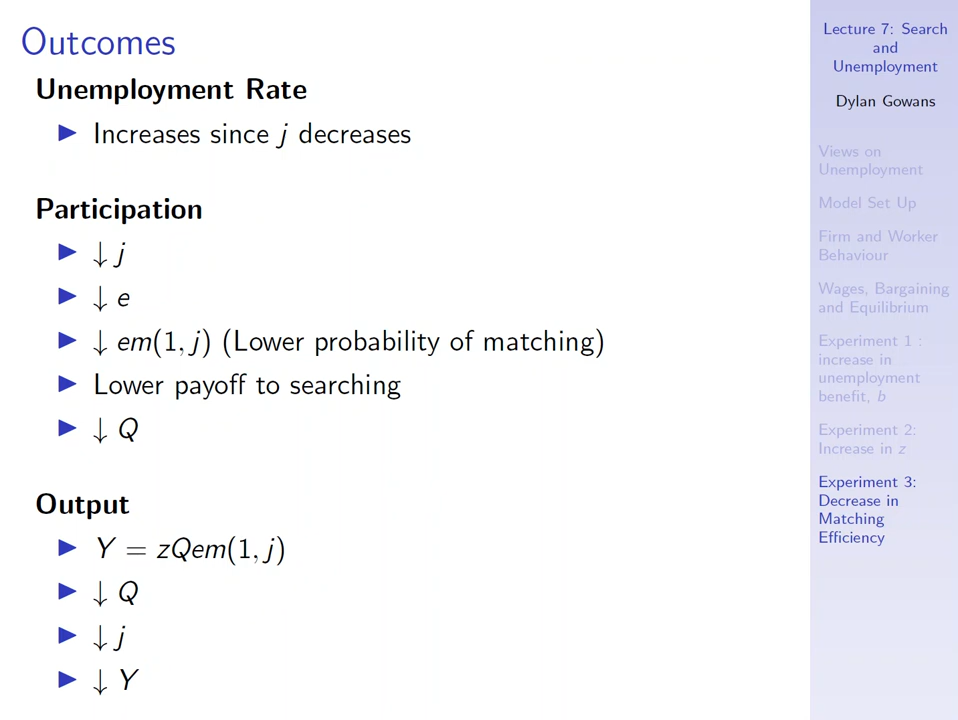 Outcomes
Unemployment Rate
▶ Increases since j decreases
Participation
▶ ↓ j
▶ ↓ e
▶ ↓ em(1, j) (Lower probability of matching)
▶ Lower payoff to searching
▶ ↓ Q
Output
▶ Y = zQem(1, j)
▶ ↓ Q
▶ ↓ j
▶ ↓ Y
Lecture 7: Search
and
Unemployment
Dylan Gowans
Views on
Unemployment
Model Set Up
Firm and Worker
Behaviour
Wages, Bargaining
and Equilibrium
Experiment 1 :
increase in
unemployment
benefit, b
Experiment 2:
Increase in z
Experiment 3:
Decrease in
Matching
Efficiency